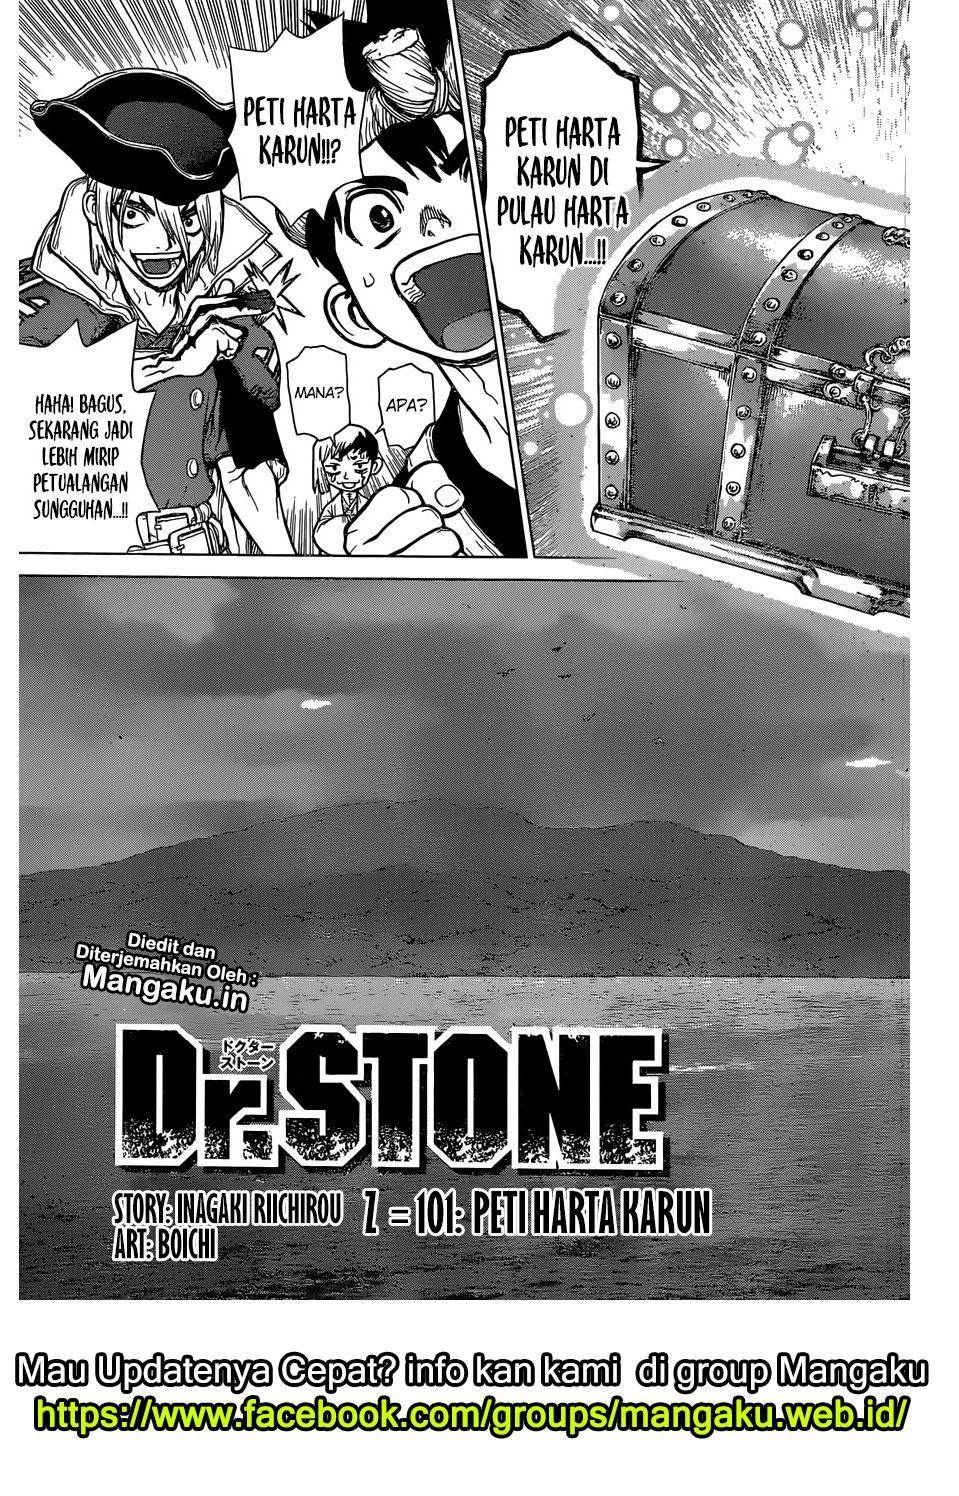 PETI HARTA
KARUN DI
PULAU HARTA
KARUN...!!
PETI HARTA
KARUN!!!?
APA?
MANA?
HAHA! BAGUS,
SEKARANG JADI
LEBIH MIRIP
PETUALANGAN
SUNGGUHAN...!!
Diedit dan
Diterjemahkan Oleh :
Mangaku.in
Dr.STONE
ドクター
ストーン
STORY: INAGAKI RIICHIROU
ART: BOICHI
Z = 101: PETI HARTA KARUN
Mau Updatenya Cepat? info kan kami di group Mangaku
https://www.facebook.com/groups/mangaku.web.id/